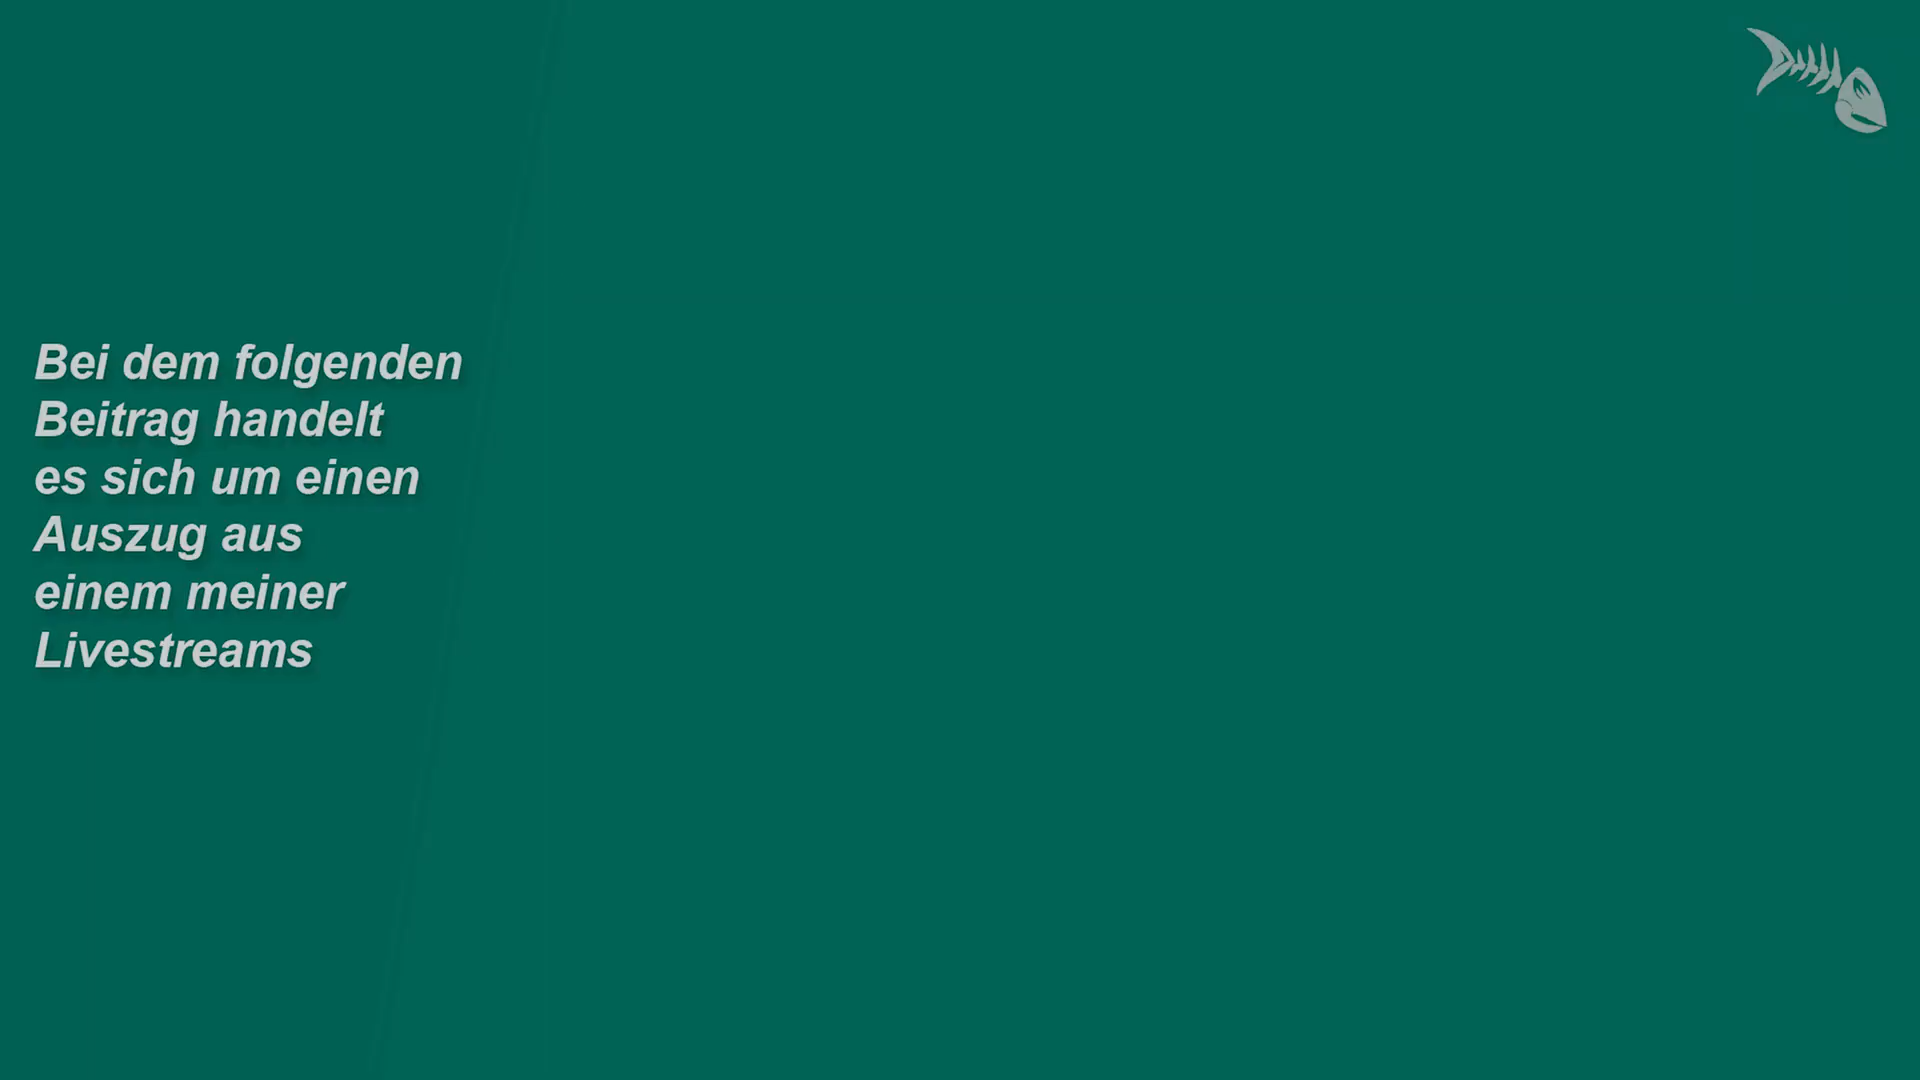 Bei dem folgenden
Beitrag handelt
es sich um einen
Auszug aus
einem meiner
Livestreams